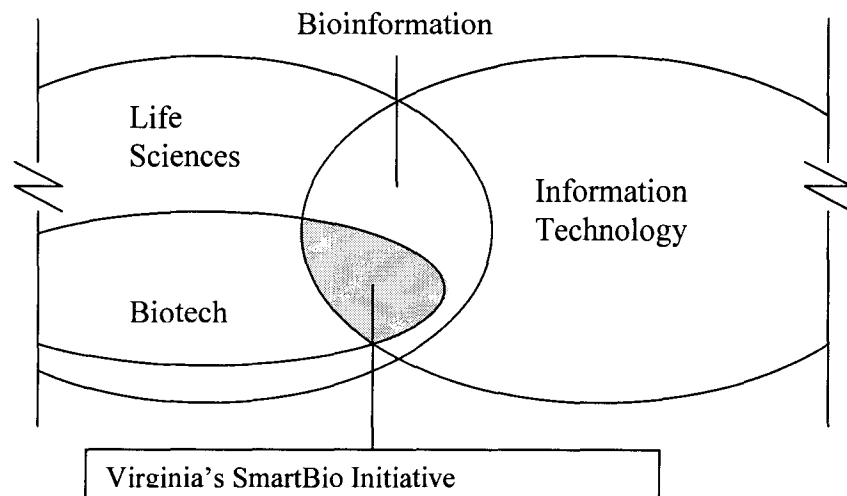 Bioinformation
Life
Sciences
Information
Technology
Biotech
Virginia's SmartBio Initiative